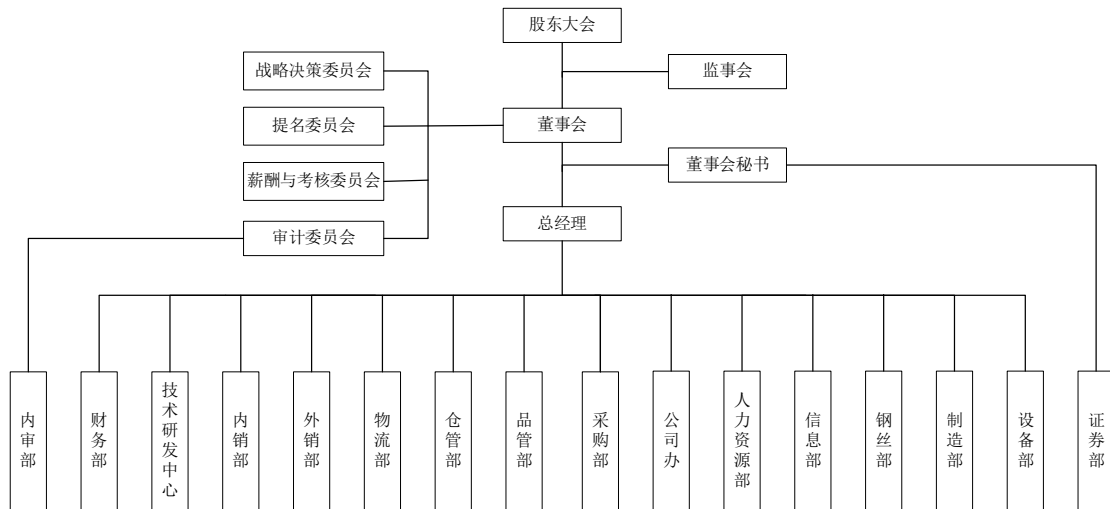 股东大会
战略决策委员会
监事会
提名委员会
董事会
薪酬与考核委员会
董事会秘书
审计委员会
总经理
内审部
财务部
技术研发中心
内销部
外销部
物流部
仓管部
品管部
采购部
公司办
人力资源部
信息部
钢丝部
制造部
设备部
证券部